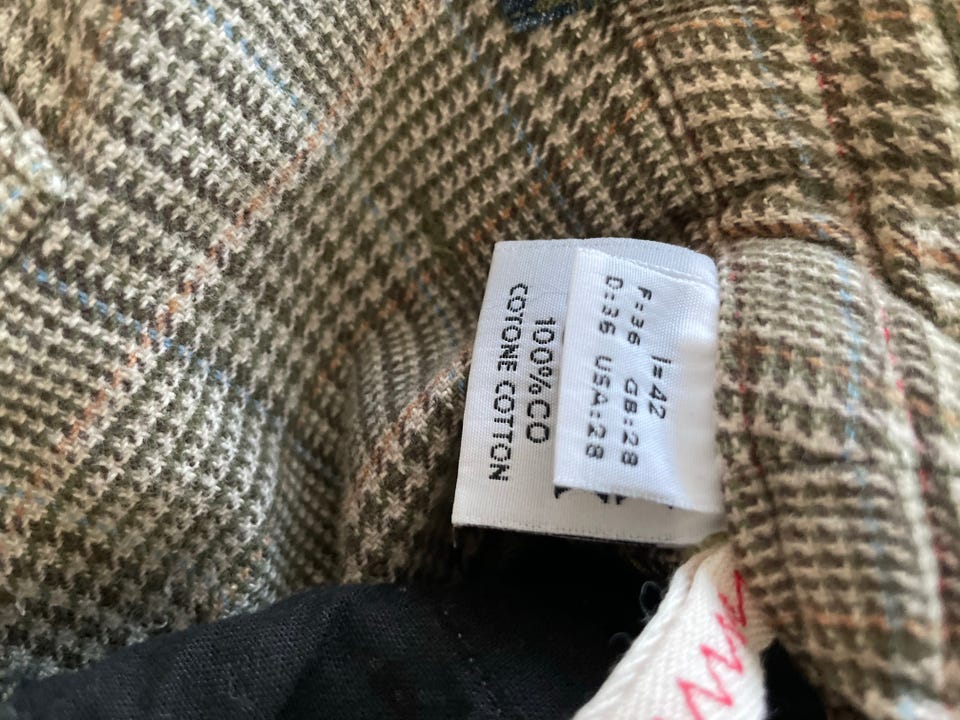 I=42
F:36 GB:28
D:36 USA:28
100%CO
COTONE COTTON